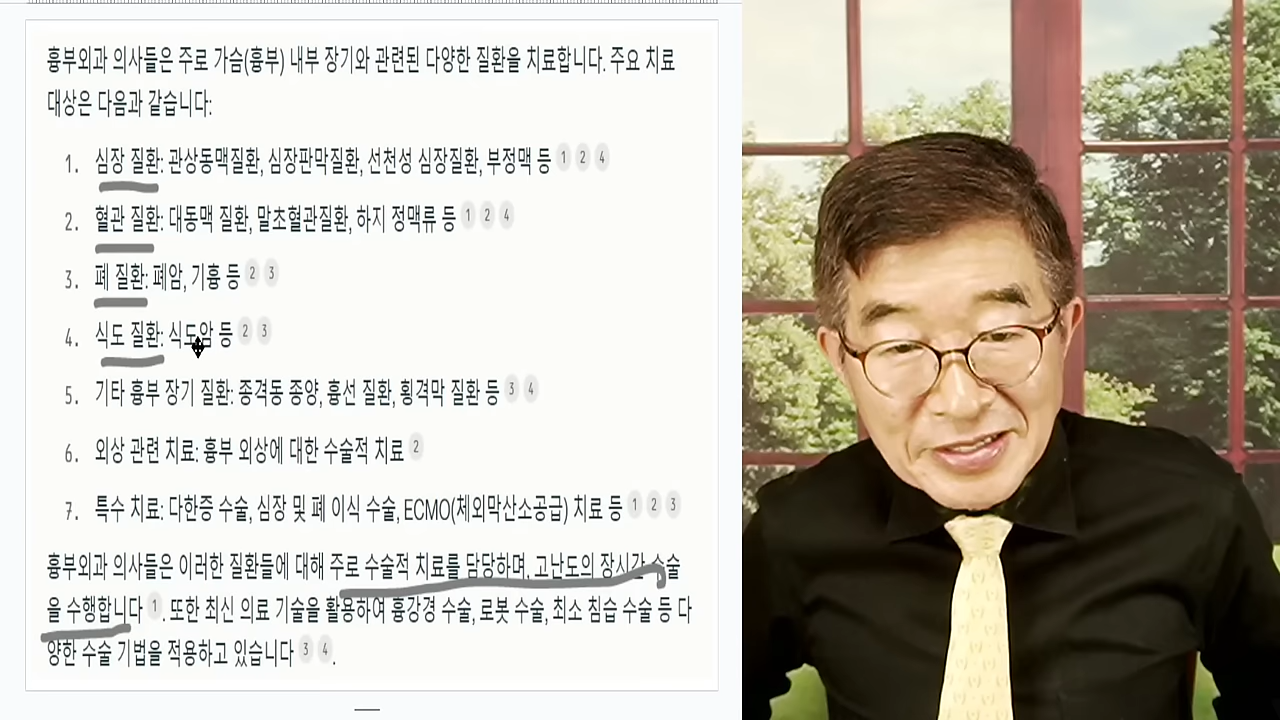 흉부외과 의사들은 주로 가슴(흉부) 내부 장기와 관련된 다양한 질환을 치료합니다. 주요 치료
대상은 다음과 같습니다:
1. 심장 질환: 관상동맥질환, 심장판막질환, 선천성 심장질환, 부정맥 등 1 2 4
2. 혈관 질환: 대동맥 질환, 말초혈관질환, 하지 정맥류 등 1 2 4
3. 폐 질환: 폐암, 기흉 등 2 3
4. 식도 질환: 식도암 등 2 3
5. 기타 흉부 장기 질환: 종격동 종양, 흉선 질환, 횡격막 질환 등 3 4
6. 외상 관련 치료: 흉부 외상에 대한 수술적 치료 2
7. 특수 치료: 다한증 수술, 심장 및 폐 이식 수술, ECMO(체외막산소공급) 치료 등 1 2 3
흉부외과 의사들은 이러한 질환들에 대해 주로 수술적 치료를 담당하며, 고난도의 장시간 수술
을 수행합니다 1. 또한 최신 의료 기술을 활용하여 흉강경 수술, 로봇 수술, 최소 침습 수술 등 다
양한 수술 기법을 적용하고 있습니다 3 4.